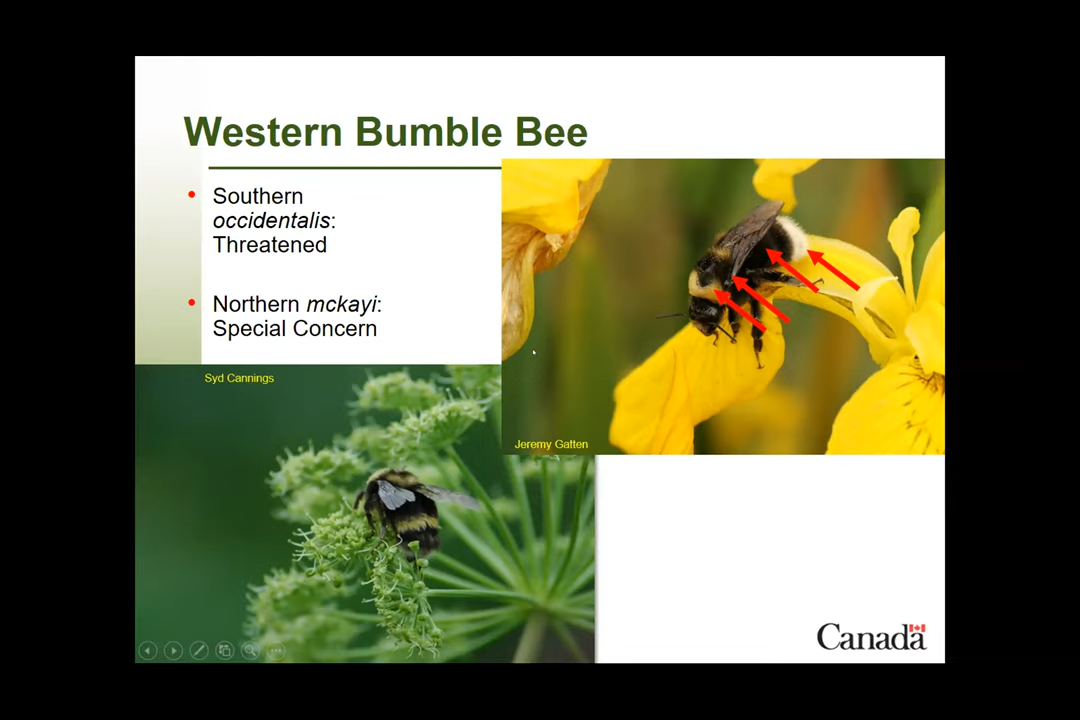 Western Bumble Bee
Southern
occidentalis:
Threatened
Northern mckayi:
Special Concern
Syd Cannings
Jeremy Gatten
Canada